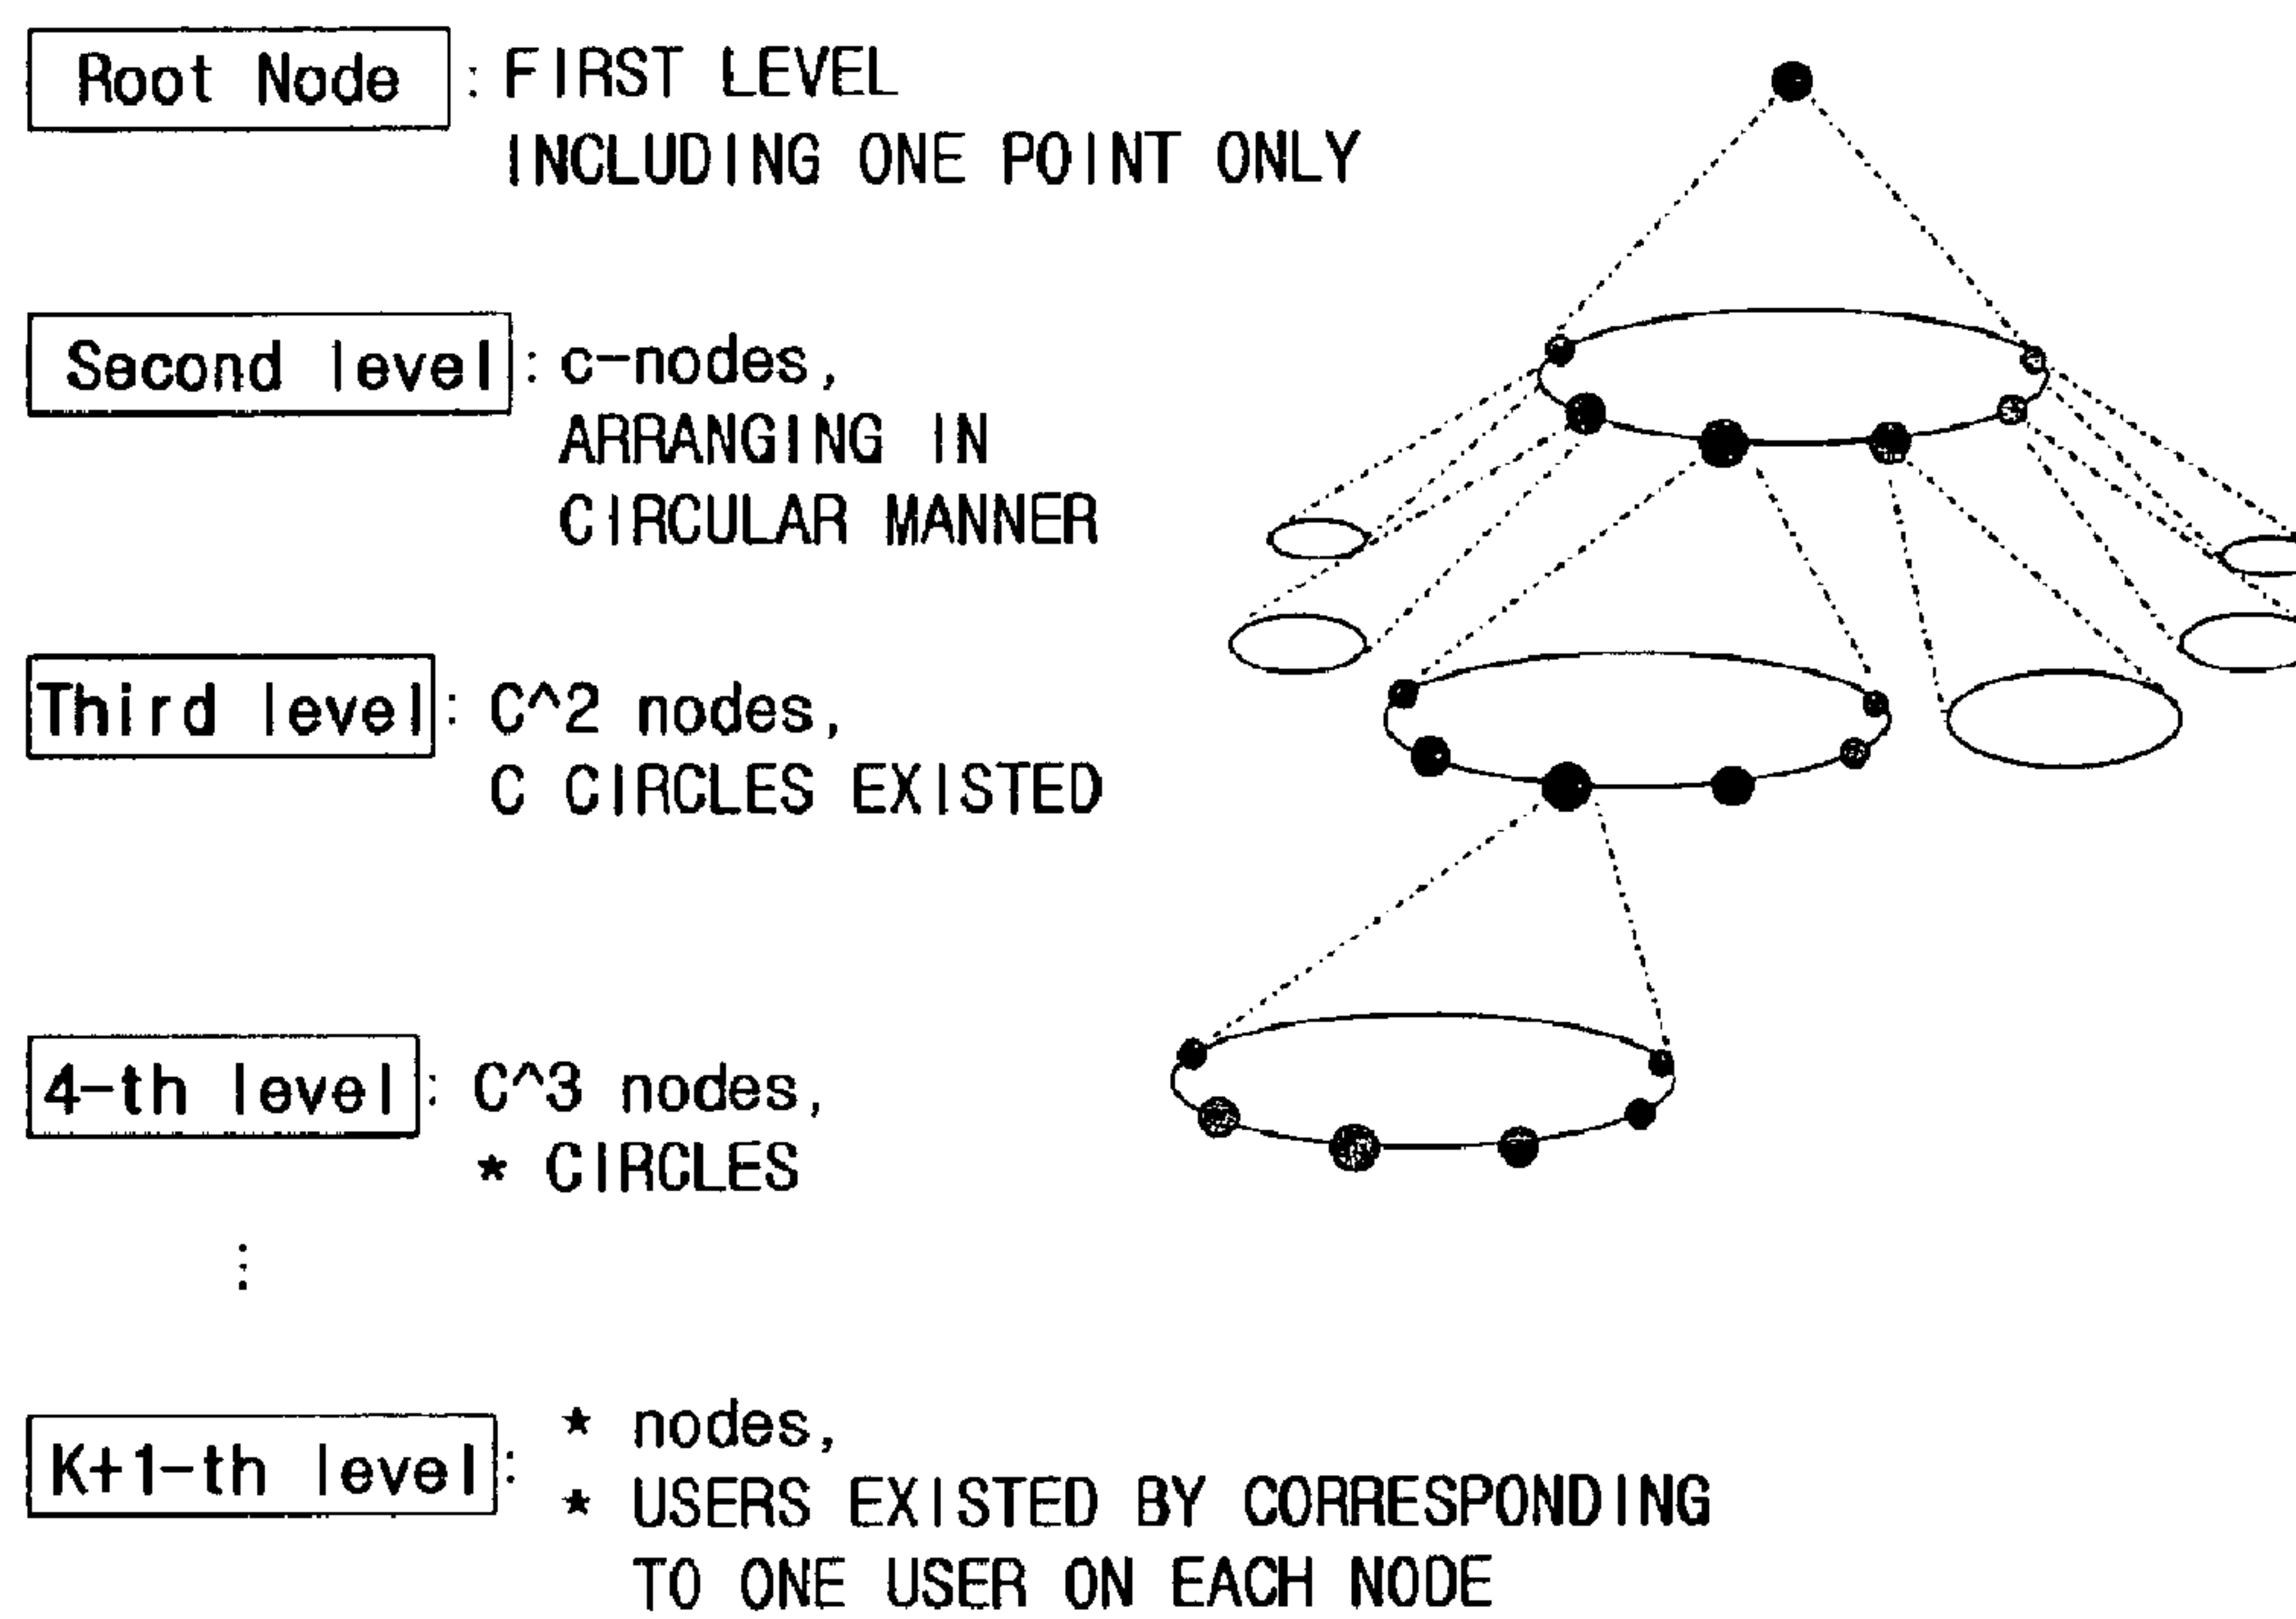 Root Node : FIRST LEVEL
INCLUDING ONE POINT ONLY
Second level : c-nodes,
ARRANGING IN
CIRCULAR MANNER
Third level : C^2 nodes,
C CIRCLES EXISTED
4-th level : C^3 nodes,
* CIRCLES
⋮
K+1-th level : * nodes,
* USERS EXISTED BY CORRESPONDING
TO ONE USER ON EACH NODE